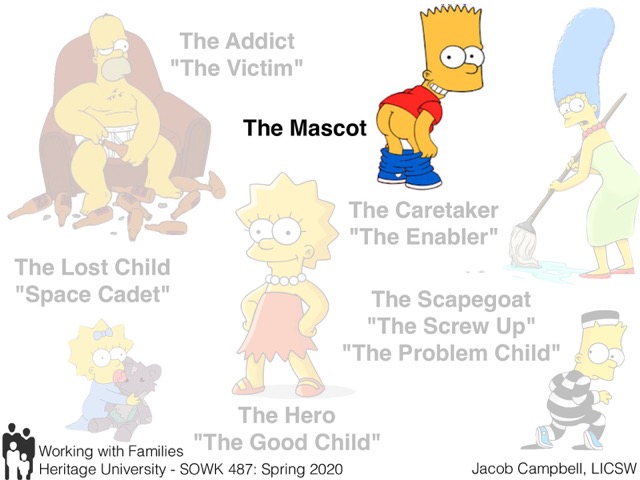 The Addict
"The Victim"
The Mascot
The Caretaker
"The Enabler"
The Lost Child
"Space Cadet"
The Scapegoat
"The Screw Up"
"The Problem Child"
The Hero
"The Good Child"
Working with Families
Heritage University - SOWK 487: Spring 2020
Jacob Campbell, LICSW